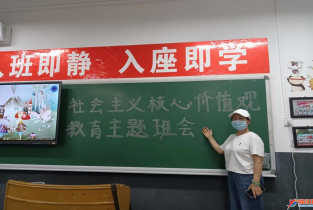 入班即静 入座即学
社会主义核心价值观
教育主题班会